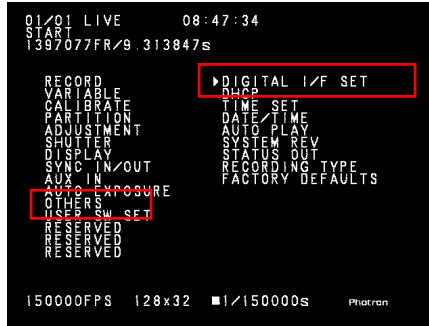 01/01 LIVE 08:47:34
START
1397077FR/9.313847s
RECORD
VARIABLE
CALIBRATE
PARTITION
ADJUSTMENT
SHUTTER
DISPLAY
SYNC IN/OUT
AUX IN
AUTO EXPOSURE
OTHERS
USER SW SET
RESERVED
RESERVED
RESERVED
▶DIGITAL I/F SET
DHCP
TIME SET
DATE/TIME
AUTO PLAY
SYSTEM REV
STATUS OUT
RECORDING TYPE
FACTORY DEFAULTS
150000FPS 128x32 ■1/150000s Photron